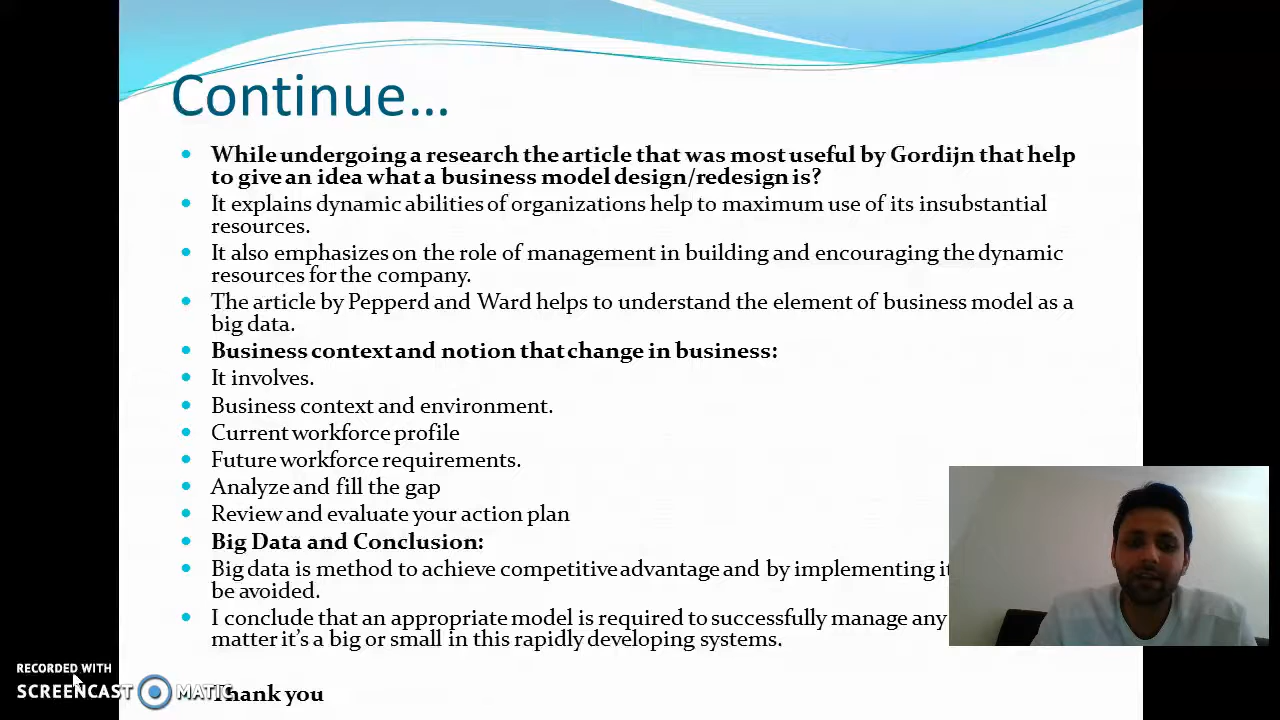 Continue...
While undergoing a research the article that was most useful by Gordijn that help
to give an idea what a business model design/redesign is?
It explains dynamic abilities of organizations help to maximum use of its insubstantial
resources.
It also emphasizes on the role of management in building and encouraging the dynamic
resources for the company.
The article by Pepperd and Ward helps to understand the element of business model as a
big data.
Business context and notion that change in business:
It involves.
Business context and environment.
Current workforce profile
Future workforce requirements.
Analyze and fill the gap
Review and evaluate your action plan
Big Data and Conclusion:
Big data is method to achieve competitive advantage and by implementing
be avoided.
I conclude that an appropriate model is required to successfully manage any
matter it's a big or small in this rapidly developing systems.
RECORDED WITH
SCREENCAST MATIC
Thank you